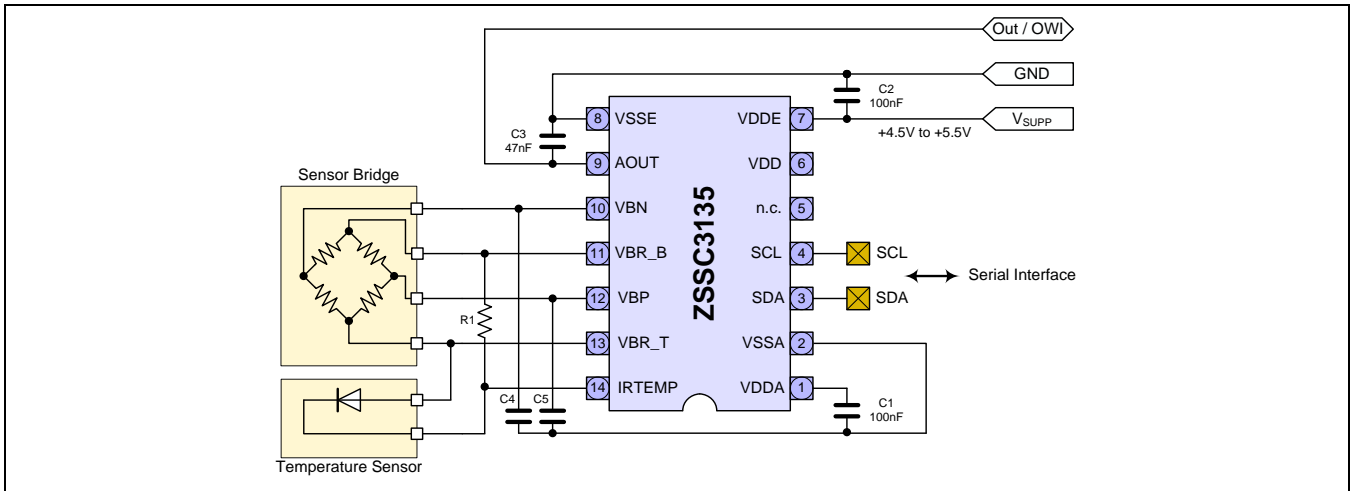 Out / OWI
GND
C2
100nF
VSUPP
+4.5V to +5.5V
C3
47nF
8 VSSE
VDDE 7
9 AOUT
VDD 6
Sensor Bridge
10 VBN
n.c. 5
11 VBR_B
SCL 4
SCL
Serial Interface
12 VBP
SDA 3
SDA
R1
13 VBR_T
VSSA 2
14 IRTEMP
VDDA 1
ZSSC3135
C4
C5
C1
100nF
Temperature Sensor